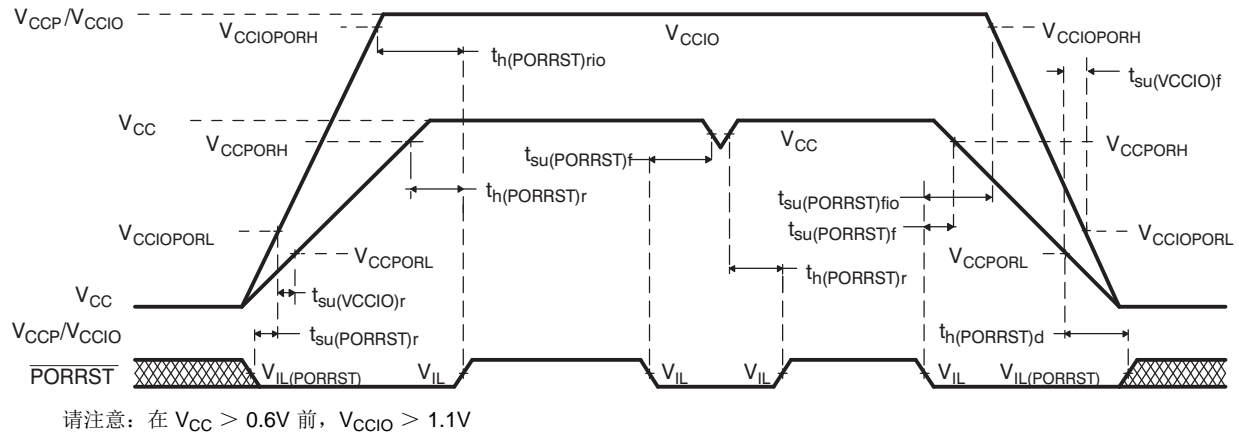 VCCP/VCCIO
VCCIOPORH
VCCIO
VCCIOPORH
th(PORRST)rio
tsu(VCCIO)f
VCC
VCCPORH
tsu(PORRST)f
VCC
VCCPORH
th(PORRST)r
tsu(PORRST)fio
tsu(PORRST)f
VCCIOPORL
VCCPORL
VCCPORL
VCCIOPORL
th(PORRST)r
VCC
tsu(VCCIO)r
VCCP/VCCIO
tsu(PORRST)r
th(PORRST)d
PORRST
VIL(PORRST)
VIL
VIL
VIL
VIL
VIL(PORRST)
请注意：在 VCC > 0.6V 前，VCCIO > 1.1V